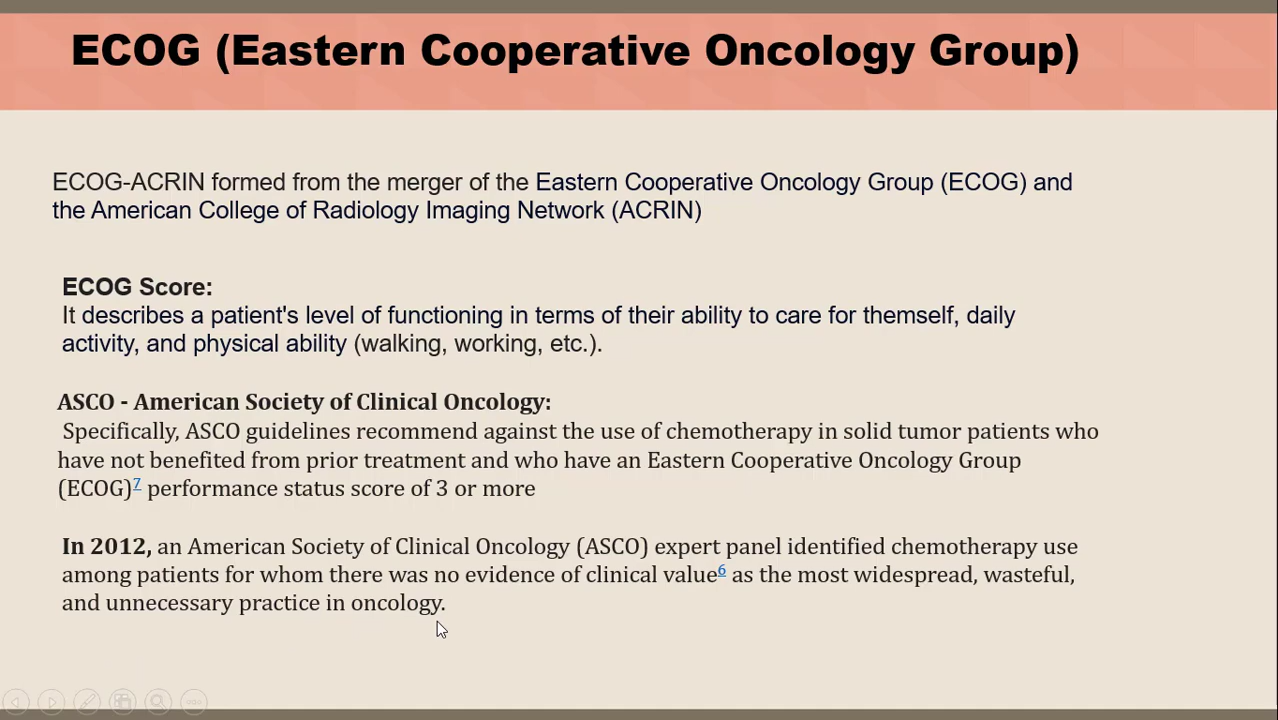 ECOG (Eastern Cooperative Oncology Group)
ECOG-ACRIN formed from the merger of the Eastern Cooperative Oncology Group (ECOG) and
the American College of Radiology Imaging Network (ACRIN)
ECOG Score:
It describes a patient's level of functioning in terms of their ability to care for themself, daily
activity, and physical ability (walking, working, etc.).
ASCO - American Society of Clinical Oncology:
Specifically, ASCO guidelines recommend against the use of chemotherapy in solid tumor patients who
have not benefited from prior treatment and who have an Eastern Cooperative Oncology Group
(ECOG)7 performance status score of 3 or more
In 2012, an American Society of Clinical Oncology (ASCO) expert panel identified chemotherapy use
among patients for whom there was no evidence of clinical value6 as the most widespread, wasteful,
and unnecessary practice in oncology.